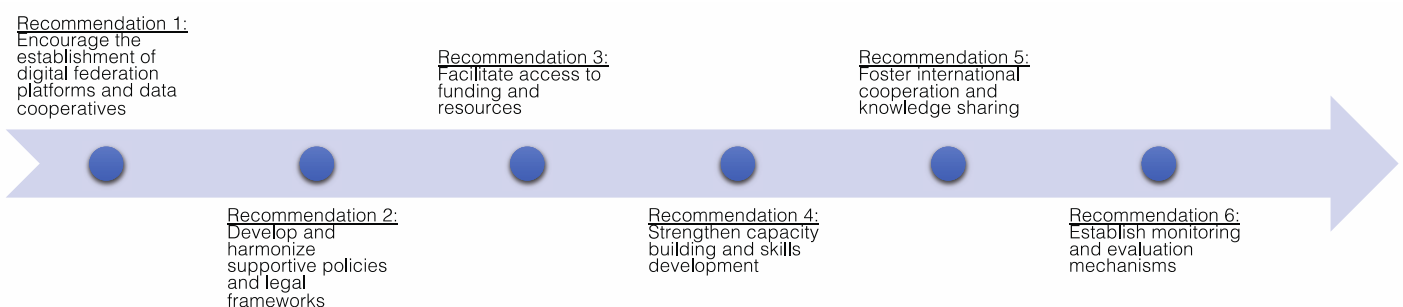 Recommendation 1:
Encourage the
establishment of
digital federation
platforms and data
cooperatives
Recommendation 2:
Develop and
harmonize
supportive policies
and legal
frameworks
Recommendation 3:
Facilitate access to
funding and
resources
Recommendation 4:
Strengthen capacity
building and skills
development
Recommendation 5:
Foster international
cooperation and
knowledge sharing
Recommendation 6:
Establish monitoring
and evaluation
mechanisms